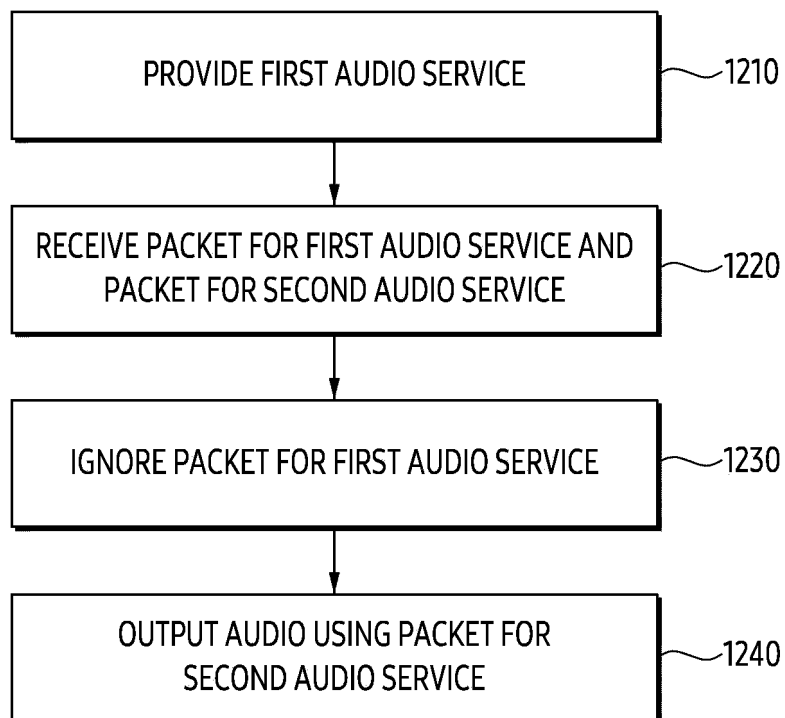 PROVIDE FIRST AUDIO SERVICE
1210
RECEIVE PACKET FOR FIRST AUDIO SERVICE AND
PACKET FOR SECOND AUDIO SERVICE
1220
IGNORE PACKET FOR FIRST AUDIO SERVICE
1230
OUTPUT AUDIO USING PACKET FOR
SECOND AUDIO SERVICE
1240